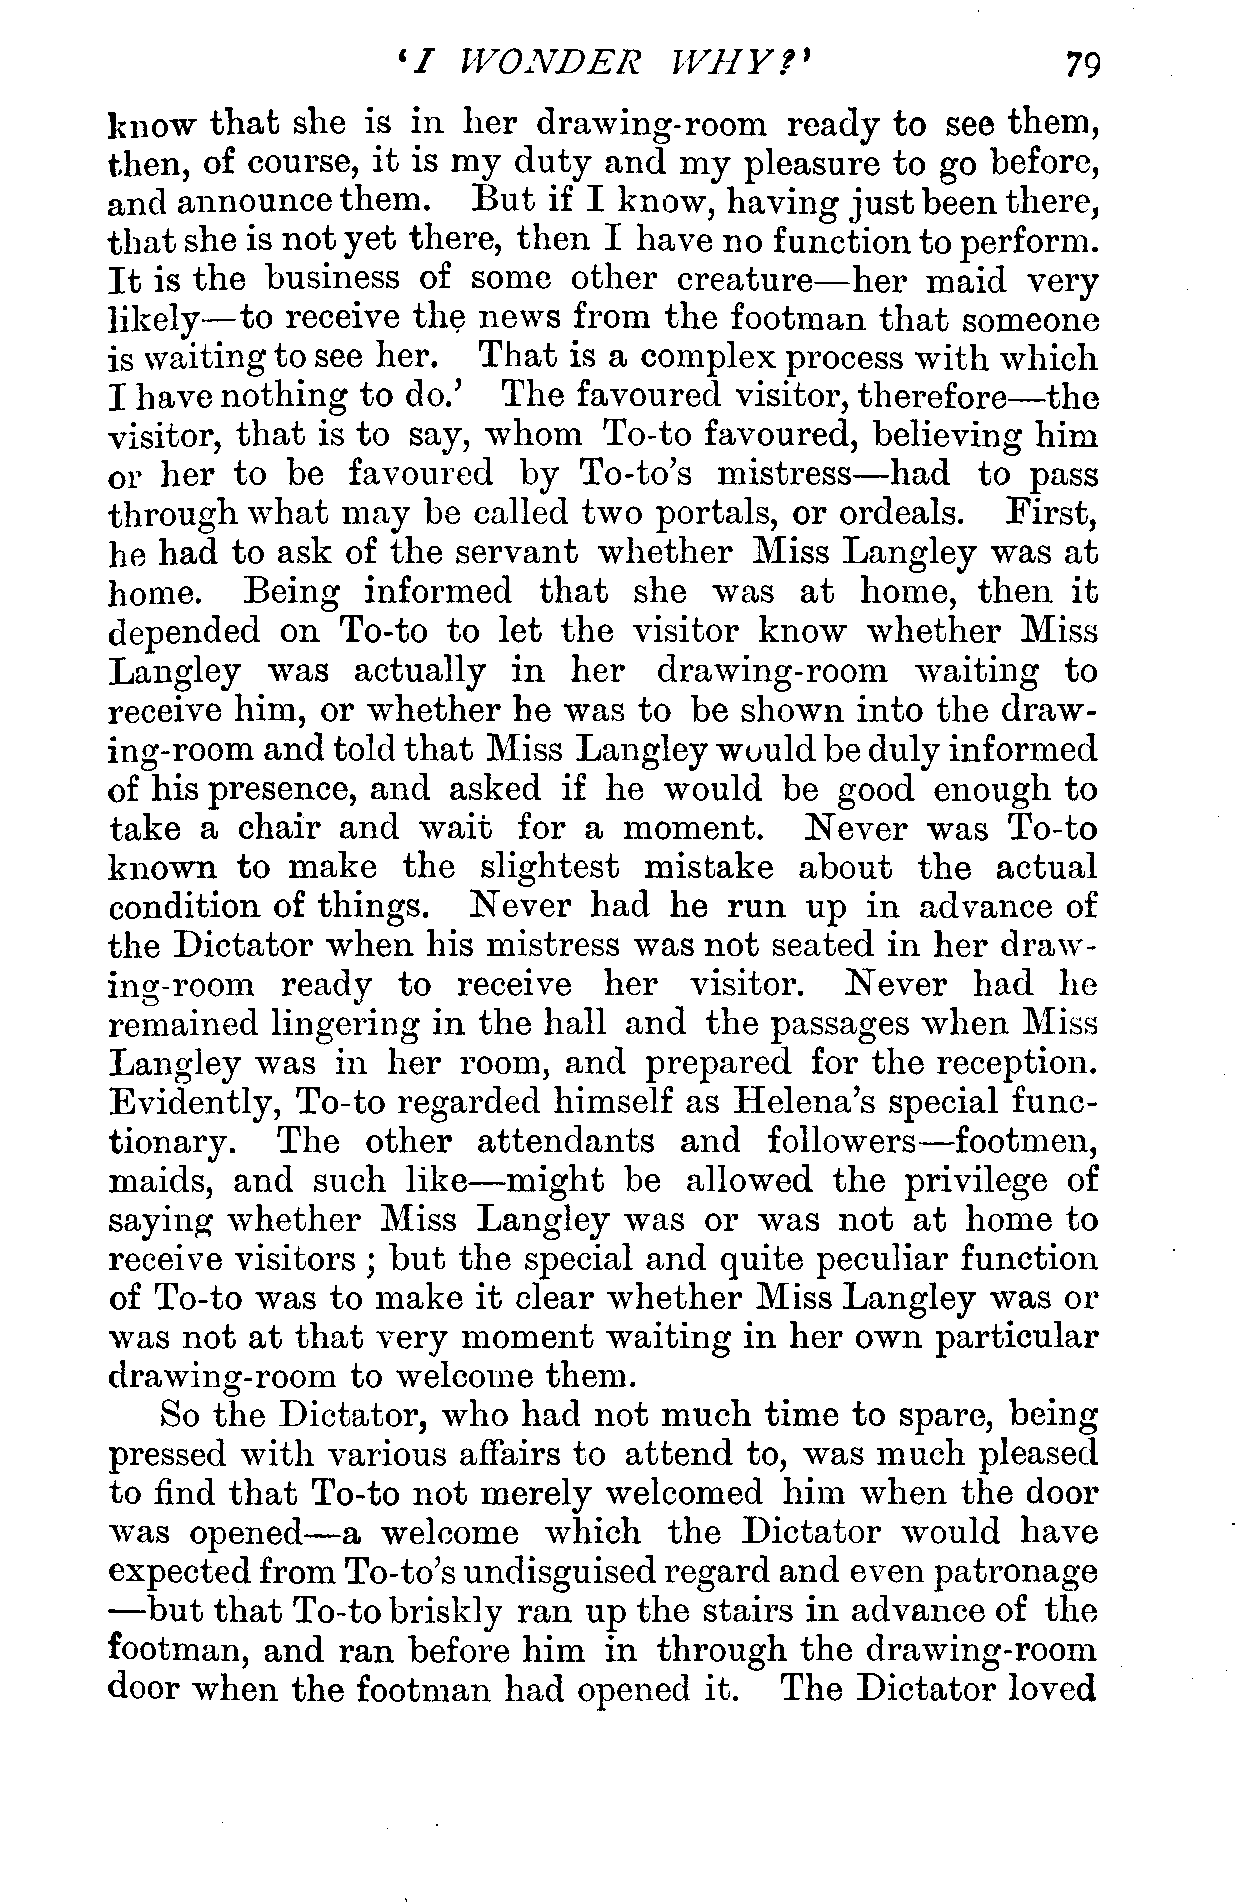 'I WONDER WHY?' 79
know that she is in her drawing-room ready to see them,
then, of course, it is my duty and my pleasure to go before,
and announce them. But if I know, having just been there,
that she is not yet there, then I have no function to perform.
It is the business of some other creature—her maid very
likely—to receive the news from the footman that someone
is waiting to see her. That is a complex process with which
I have nothing to do.' The favoured visitor, therefore—the
visitor, that is to say, whom To-to favoured, believing him
or her to be favoured by To-to's mistress—had to pass
through what may be called two portals, or ordeals. First,
he had to ask of the servant whether Miss Langley was at
home. Being informed that she was at home, then it
depended on To-to to let the visitor know whether Miss
Langley was actually in her drawing-room waiting to
receive him, or whether he was to be shown into the draw-
ing-room and told that Miss Langley would be duly informed
of his presence, and asked if he would be good enough to
take a chair and wait for a moment. Never was To-to
known to make the slightest mistake about the actual
condition of things. Never had he run up in advance of
the Dictator when his mistress was not seated in her draw-
ing-room ready to receive her visitor. Never had he
remained lingering in the hall and the passages when Miss
Langley was in her room, and prepared for the reception.
Evidently, To-to regarded himself as Helena's special func-
tionary. The other attendants and followers—footmen,
maids, and such like—might be allowed the privilege of
saying whether Miss Langley was or was not at home to
receive visitors ; but the special and quite peculiar function
of To-to was to make it clear whether Miss Langley was or
was not at that very moment waiting in her own particular
drawing-room to welcome them.
So the Dictator, who had not much time to spare, being
pressed with various affairs to attend to, was much pleased
to find that To-to not merely welcomed him when the door
was opened—a welcome which the Dictator would have
expected from To-to's undisguised regard and even patronage
—but that To-to briskly ran up the stairs in advance of the
footman, and ran before him in through the drawing-room
door when the footman had opened it. The Dictator loved